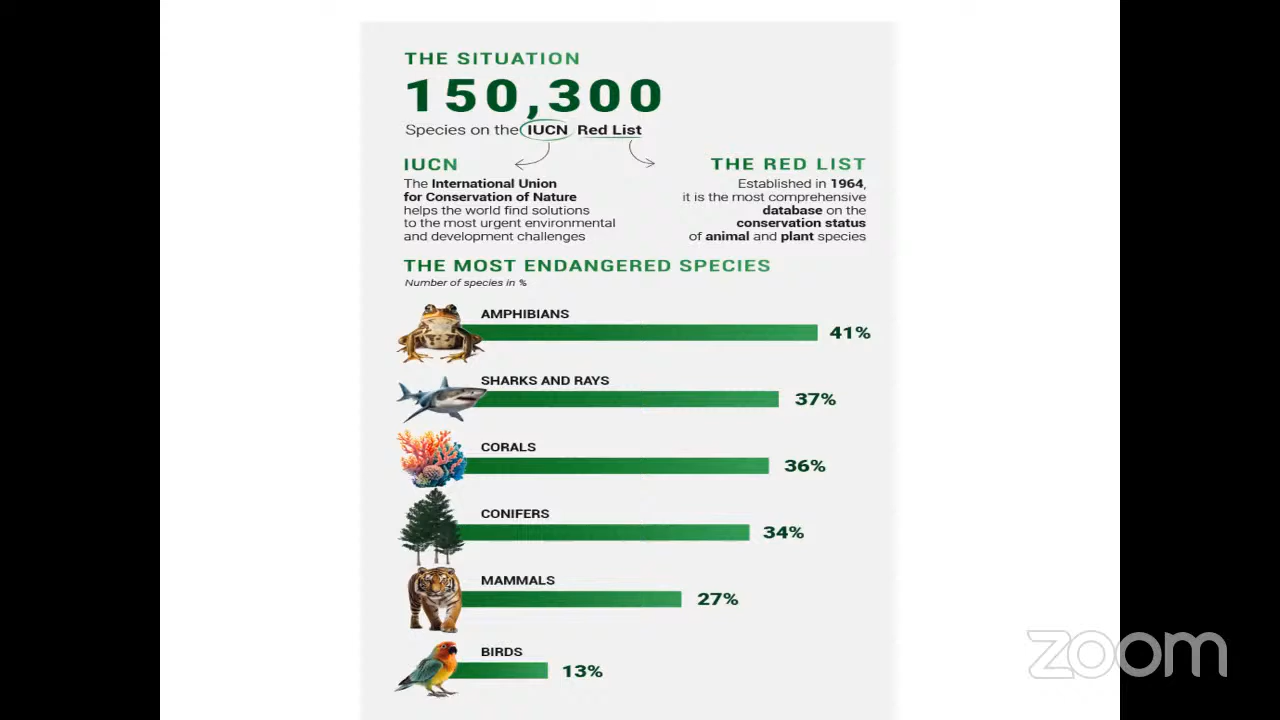 THE SITUATION
150,300
Species on the IUCN Red List
IUCN
The International Union
for Conservation of Nature
helps the world find solutions
to the most urgent environmental
and development challenges
THE RED LIST
Established in 1964,
it is the most comprehensive
database on the
conservation status
of animal and plant species
THE MOST ENDANGERED SPECIES
Number of species in %
AMPHIBIANS
41%
SHARKS AND RAYS
37%
CORALS
36%
CONIFERS
34%
MAMMALS
27%
BIRDS
13%
zoom